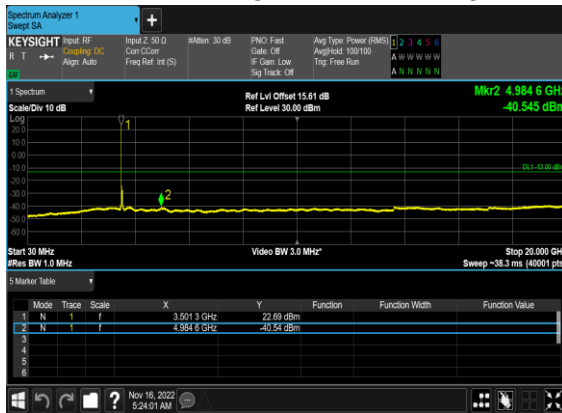 Spectrum Analyzer 1
Swept SA
+
KEYSIGHT Input: RF Input Z: 50 Ω #Atten: 30 dB PNO: Fast Avg Type: Power (RMS) 1 2 3 4 5 6
R T Coupling: DC Corr CCorr Gate: Off Avg|Hold: 100/100 A W W W W W
Align: Auto Freq Ref: Int (S) IF Gain: Low Trig: Free Run
LXI Sig Track: Off A N N N N N
1 Spectrum Ref Lvl Offset 15.61 dB Mkr2 4.984 6 GHz
Scale/Div 10 dB Ref Level 30.00 dBm -40.545 dBm
Log
20.0
10.0
0.00
-10.0
-20.0
-30.0
-40.0
-50.0
-60.0
1
2
DL1 -13.00 dB
Start 30 MHz Video BW 3.0 MHz* Stop 20.000 GH
#Res BW 1.0 MHz Sweep ~38.3 ms (40001 pts
5 Marker Table
Mode Trace Scale X Y Function Function Width Function Value
1 N 1 f 3.501 3 GHz 22.69 dBm
2 N 1 f 4.984 6 GHz -40.54 dBm
3
4
5
6
?
Nov 16, 2022
5:24:01 AM